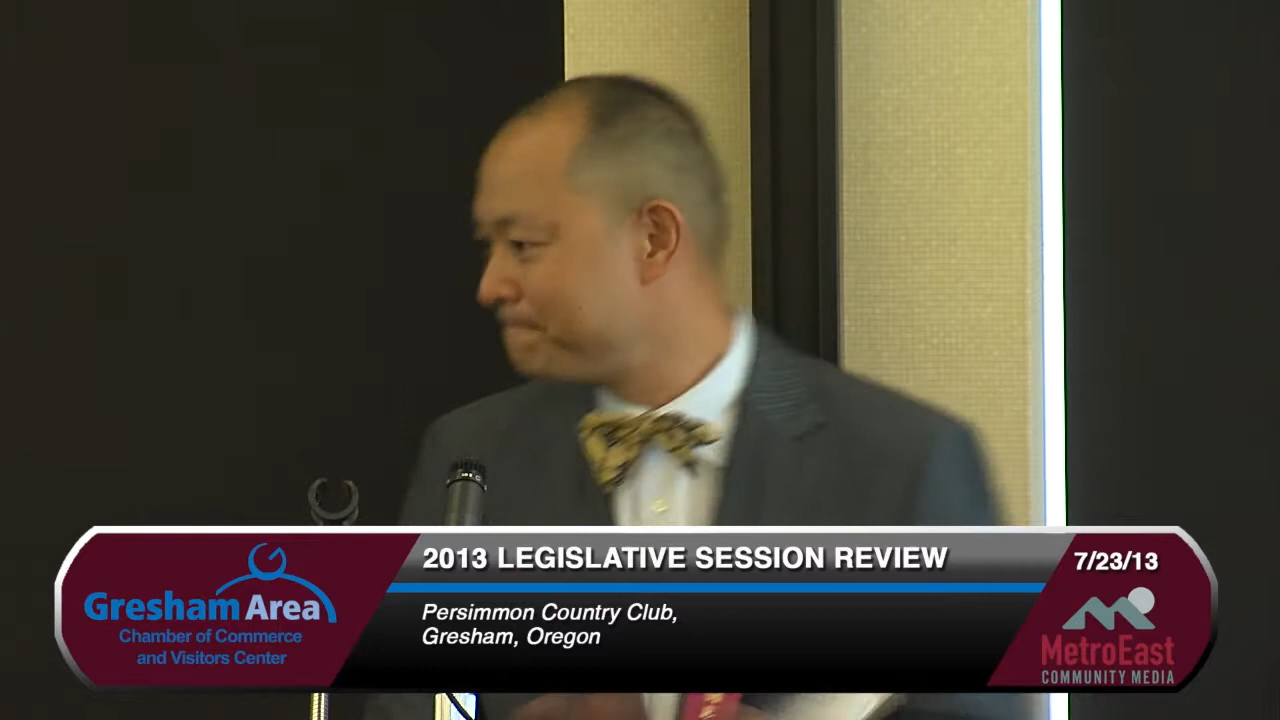 2013 LEGISLATIVE SESSION REVIEW
7/23/13
Gresham Area
Chamber of Commerce
and Visitors Center
Persimmon Country Club,
Gresham, Oregon
MetroEast
COMMUNITY MEDIA